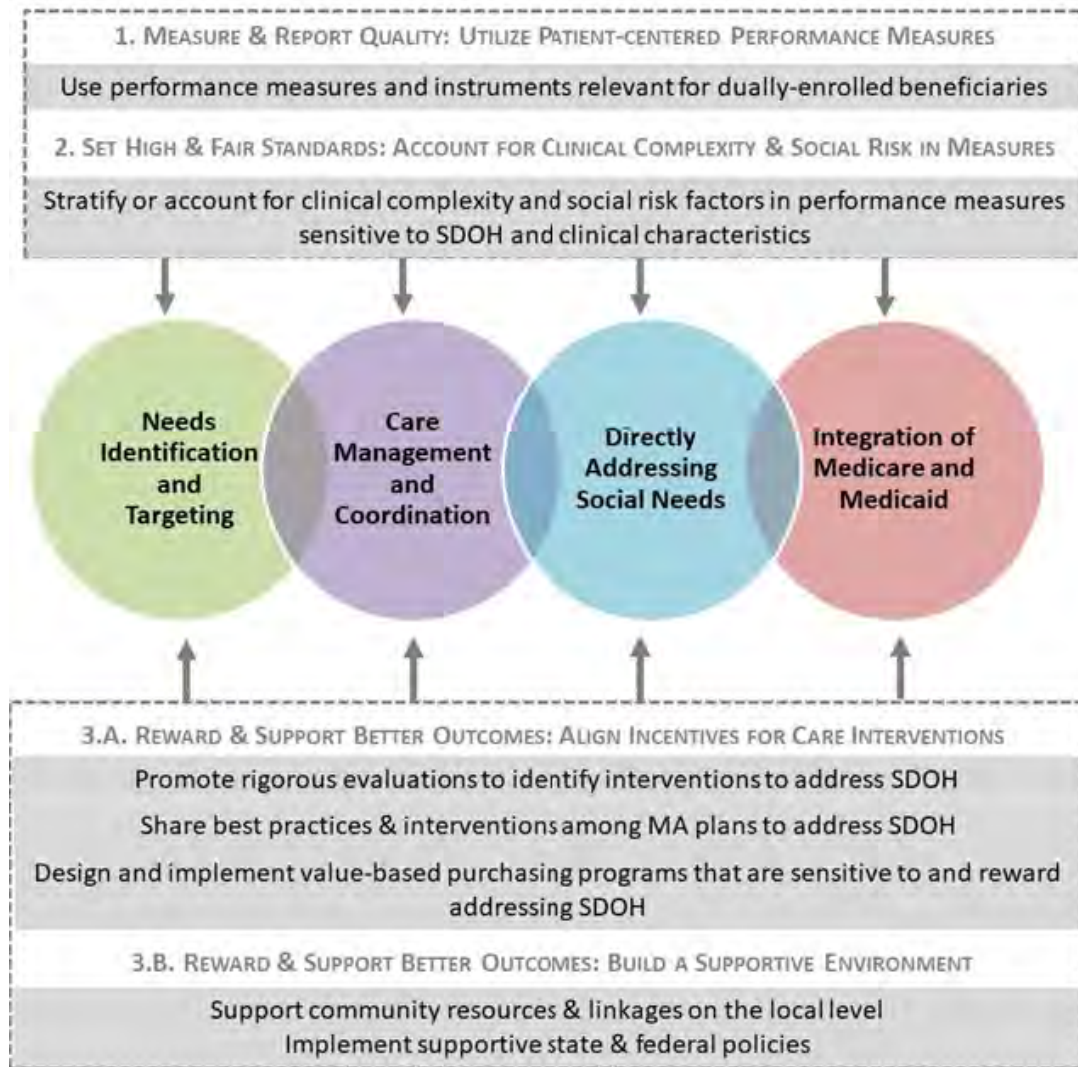 1. MEASURE & REPORT QUALITY: UTILIZE PATIENT-CENTERED PERFORMANCE MEASURES
Use performance measures and instruments relevant for dually-enrolled beneficiaries
2. SET HIGH & FAIR STANDARDS: ACCOUNT FOR CLINICAL COMPLEXITY & SOCIAL RISK IN MEASURES
Stratify or account for clinical complexity and social risk factors in performance measures
sensitive to SDOH and clinical characteristics
Needs
Identification
and
Targeting
Care
Management
and
Coordination
Directly
Addressing
Social Needs
Integration of
Medicare and
Medicaid
3.A. REWARD & SUPPORT BETTER OUTCOMES: ALIGN INCENTIVES FOR CARE INTERVENTIONS
Promote rigorous evaluations to identify interventions to address SDOH
Share best practices & interventions among MA plans to address SDOH
Design and implement value-based purchasing programs that are sensitive to and reward
addressing SDOH
3.B. REWARD & SUPPORT BETTER OUTCOMES: BUILD A SUPPORTIVE ENVIRONMENT
Support community resources & linkages on the local level
Implement supportive state & federal policies